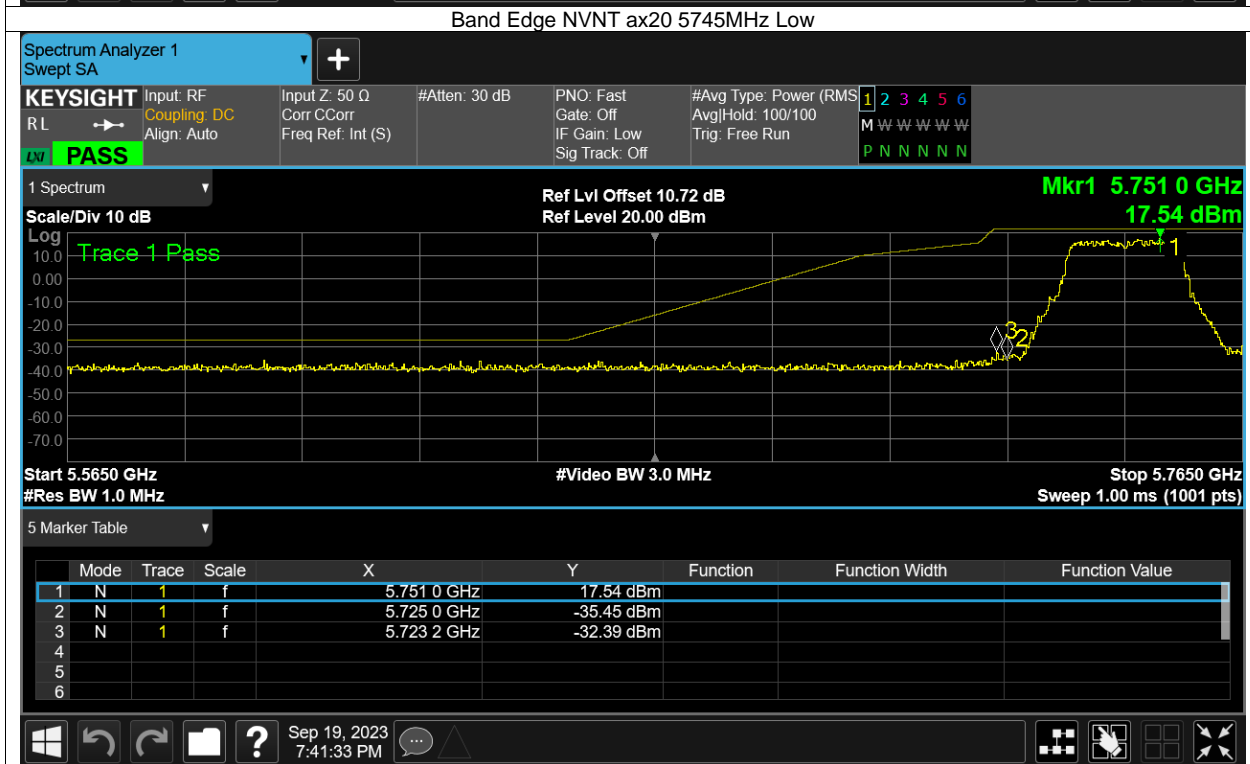 Band Edge NVNT ax20 5745MHz Low
Spectrum Analyzer 1
Swept SA
+
KEYSIGHT Input: RF Input Z: 50 Ω #Atten: 30 dB PNO: Fast #Avg Type: Power (RMS 1 2 3 4 5 6
RL Coupling: DC Corr CCorr Gate: Off Avg|Hold: 100/100 M W W W W W
Align: Auto Freq Ref: Int (S) IF Gain: Low Trig: Free Run
LXI PASS Sig Track: Off P N N N N N
1 Spectrum Ref Lvl Offset 10.72 dB Mkr1 5.751 0 GHz
Scale/Div 10 dB Ref Level 20.00 dBm 17.54 dBm
Log
Trace 1 Pass
10.0
1
0.00
-10.0
-20.0
3
2
-30.0
-40.0
-50.0
-60.0
-70.0
Start 5.5650 GHz #Video BW 3.0 MHz Stop 5.7650 GHz
#Res BW 1.0 MHz Sweep 1.00 ms (1001 pts)
5 Marker Table
Mode Trace Scale X Y Function Function Width Function Value
1 N 1 f 5.751 0 GHz 17.54 dBm
2 N 1 f 5.725 0 GHz -35.45 dBm
3 N 1 f 5.723 2 GHz -32.39 dBm
4
5
6
? Sep 19, 2023
7:41:33 PM